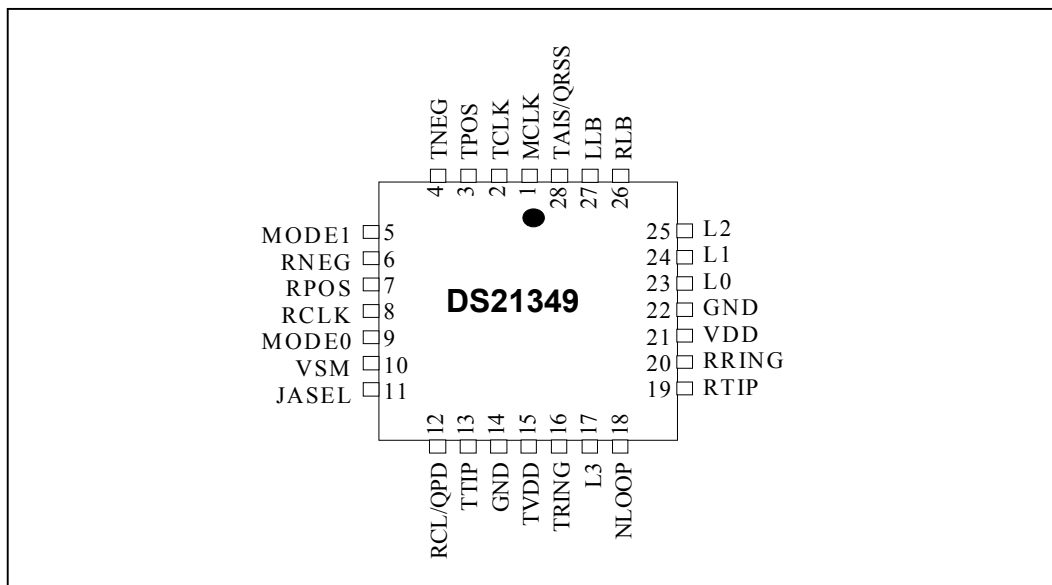 TNEG
TPOS
TCLK
MCLK
TAIS/QRSS
LLB
RLB
4
3
2
1
28
27
26
MODE1 5
RNEG 6
RPOS 7
RCLK 8
MODE0 9
VSM 10
JASEL 11
DS21349
25 L2
24 L1
23 L0
22 GND
21 VDD
20 RRING
19 RTIP
12
13
14
15
16
17
18
RCL/QPD
TTIP
GND
TVDD
TRING
L3
NLOOP